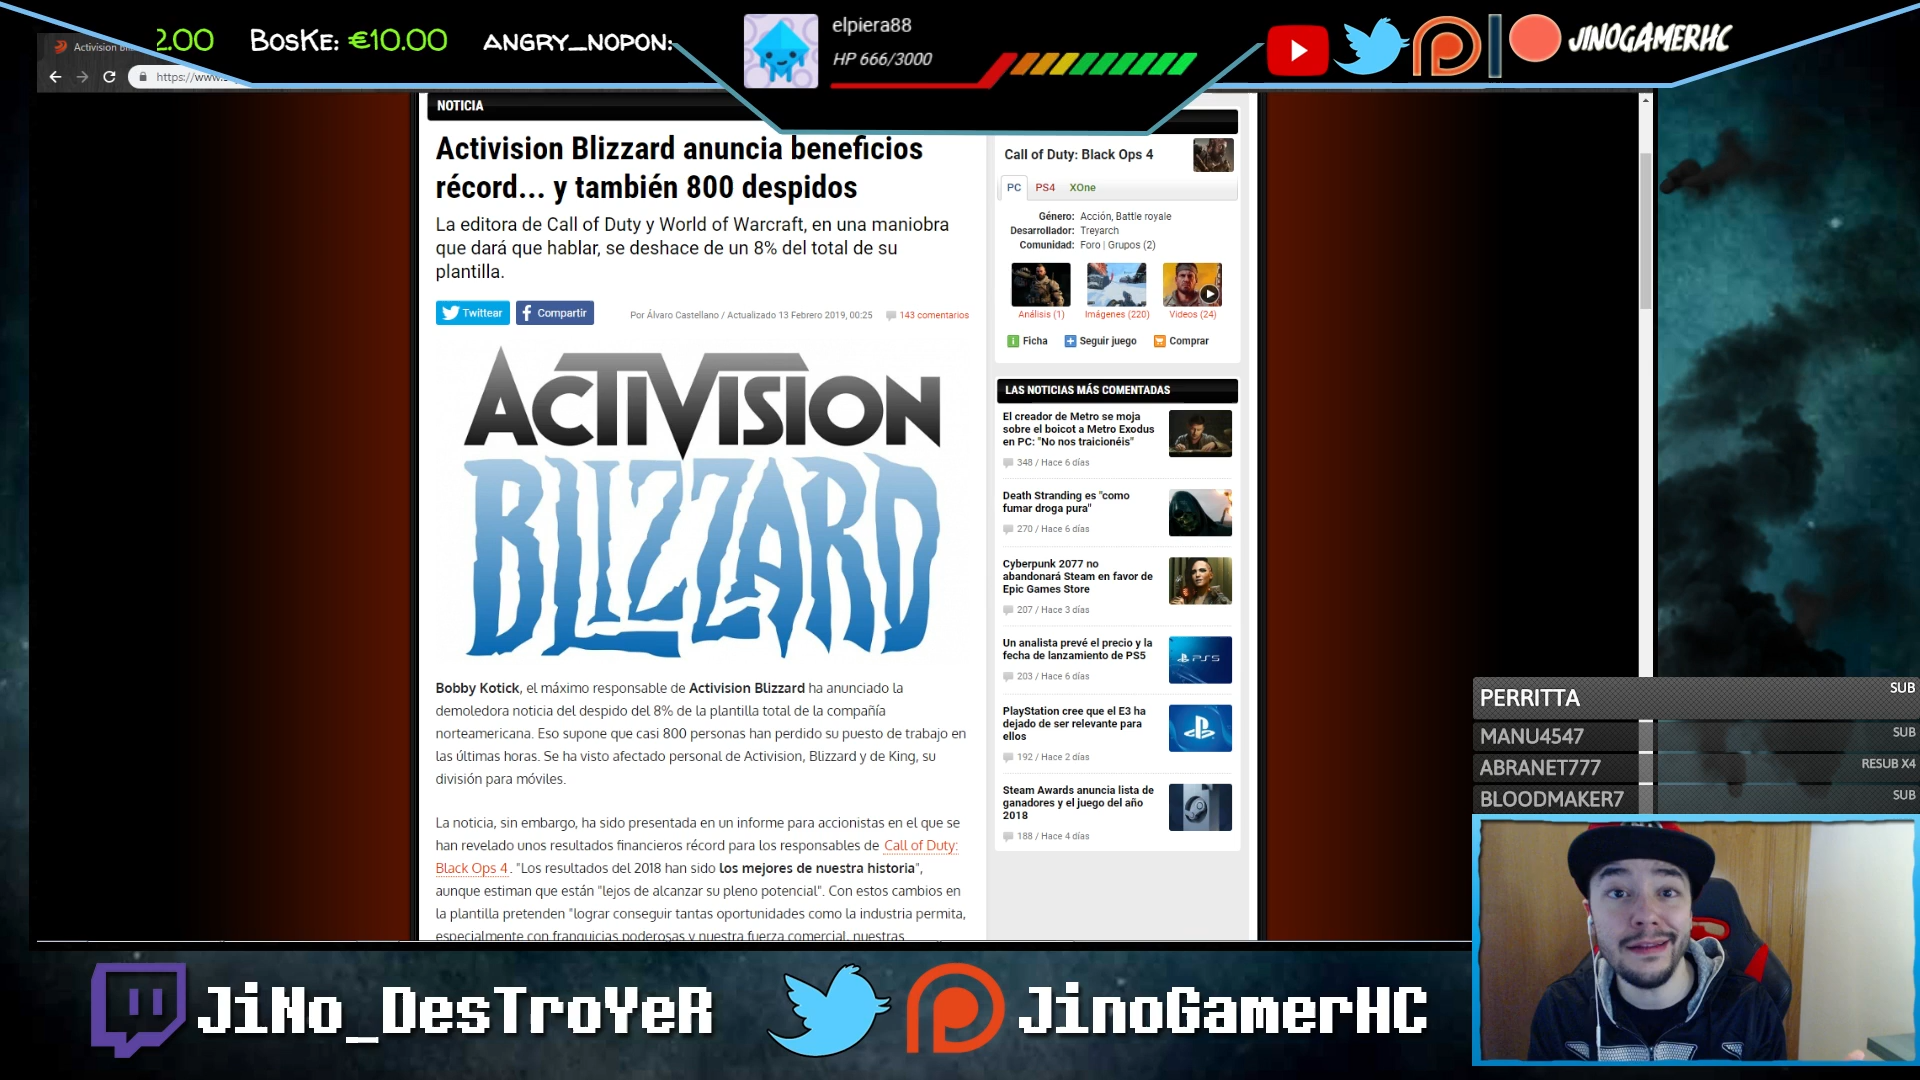 2.00 BosKe: €10.00 ANGRY_NOPON:
elpiera88
HP 666/3000
JINOGAMERHC
Activision
https://www.
NOTICIA
Activision Blizzard anuncia beneficios
récord... y también 800 despidos
La editora de Call of Duty y World of Warcraft, en una maniobra
que dará que hablar, se deshace de un 8% del total de su
plantilla.
Twittear Compartir Por Álvaro Castellano / Actualizado 13 Febrero 2019, 00:25 143 comentarios
ACTIVISION
BLIZZARD
Bobby Kotick, el máximo responsable de Activision Blizzard ha anunciado la
demoledora noticia del despido del 8% de la plantilla total de la compañía
norteamericana. Eso supone que casi 800 personas han perdido su puesto de trabajo en
las últimas horas. Se ha visto afectado personal de Activision, Blizzard y de King, su
división para móviles.
La noticia, sin embargo, ha sido presentada en un informe para accionistas en el que se
han revelado unos resultados financieros récord para los responsables de Call of Duty:
Black Ops 4. "Los resultados del 2018 han sido los mejores de nuestra historia",
aunque estiman que están "lejos de alcanzar su pleno potencial". Con estos cambios en
la plantilla pretenden "lograr conseguir tantas oportunidades como la industria permita,
especialmente con franquicias poderosas y nuestra fuerza comercial, nuestras
Call of Duty: Black Ops 4
PC PS4 XOne
Género: Acción, Battle royale
Desarrollador: Treyarch
Comunidad: Foro | Grupos (2)
Análisis (1) Imágenes (220) Videos (24)
Ficha Seguir juego Comprar
LAS NOTICIAS MÁS COMENTADAS
El creador de Metro se moja
sobre el boicot a Metro Exodus
en PC: "No nos traicionéis"
348 / Hace 6 días
Death Stranding es "como
fumar droga pura"
270 / Hace 6 días
Cyberpunk 2077 no
abandonará Steam en favor de
Epic Games Store
207 / Hace 3 días
Un analista prevé el precio y la
fecha de lanzamiento de PS5
203 / Hace 6 días
PS5
PlayStation cree que el E3 ha
dejado de ser relevante para
ellos
192 / Hace 2 días
Steam Awards anuncia lista de
ganadores y el juego del año
2018
188 / Hace 4 días
PERRITTA SUB
MANU4547 SUB
ABRANET777 RESUB X4
BLOODMAKER7 SUB
JiNo_DesTroYeR JinoGamerHC